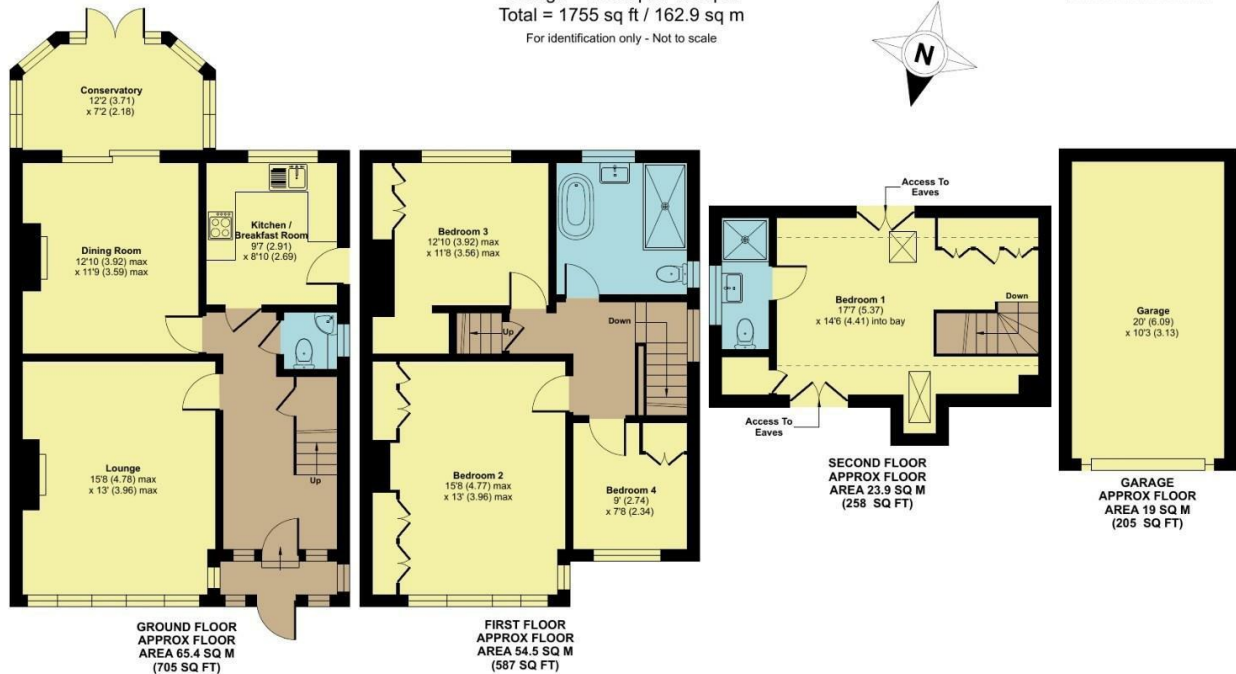 Total = 1755 sq ft / 162.9 sq m
For identification only - Not to scale
N
Conservatory
12'2 (3.71)
x 7'2 (2.18)
Dining Room
12'10 (3.92) max
x 11'9 (3.59) max
Kitchen /
Breakfast Room
9'7 (2.91)
x 8'10 (2.69)
Lounge
15'8 (4.78) max
x 13' (3.96) max
Up
GROUND FLOOR
APPROX FLOOR
AREA 65.4 SQ M
(705 SQ FT)
Bedroom 3
12'10 (3.92) max
x 11'8 (3.56) max
Up
Down
Bedroom 2
15'8 (4.77) max
x 13' (3.96) max
Bedroom 4
9' (2.74)
x 7'8 (2.34)
FIRST FLOOR
APPROX FLOOR
AREA 54.5 SQ M
(587 SQ FT)
Access To
Eaves
Bedroom 1
17'7 (5.37)
x 14'6 (4.41) into bay
Down
Access To
Eaves
SECOND FLOOR
APPROX FLOOR
AREA 23.9 SQ M
(258 SQ FT)
Garage
20' (6.09)
x 10'3 (3.13)
GARAGE
APPROX FLOOR
AREA 19 SQ M
(205 SQ FT)